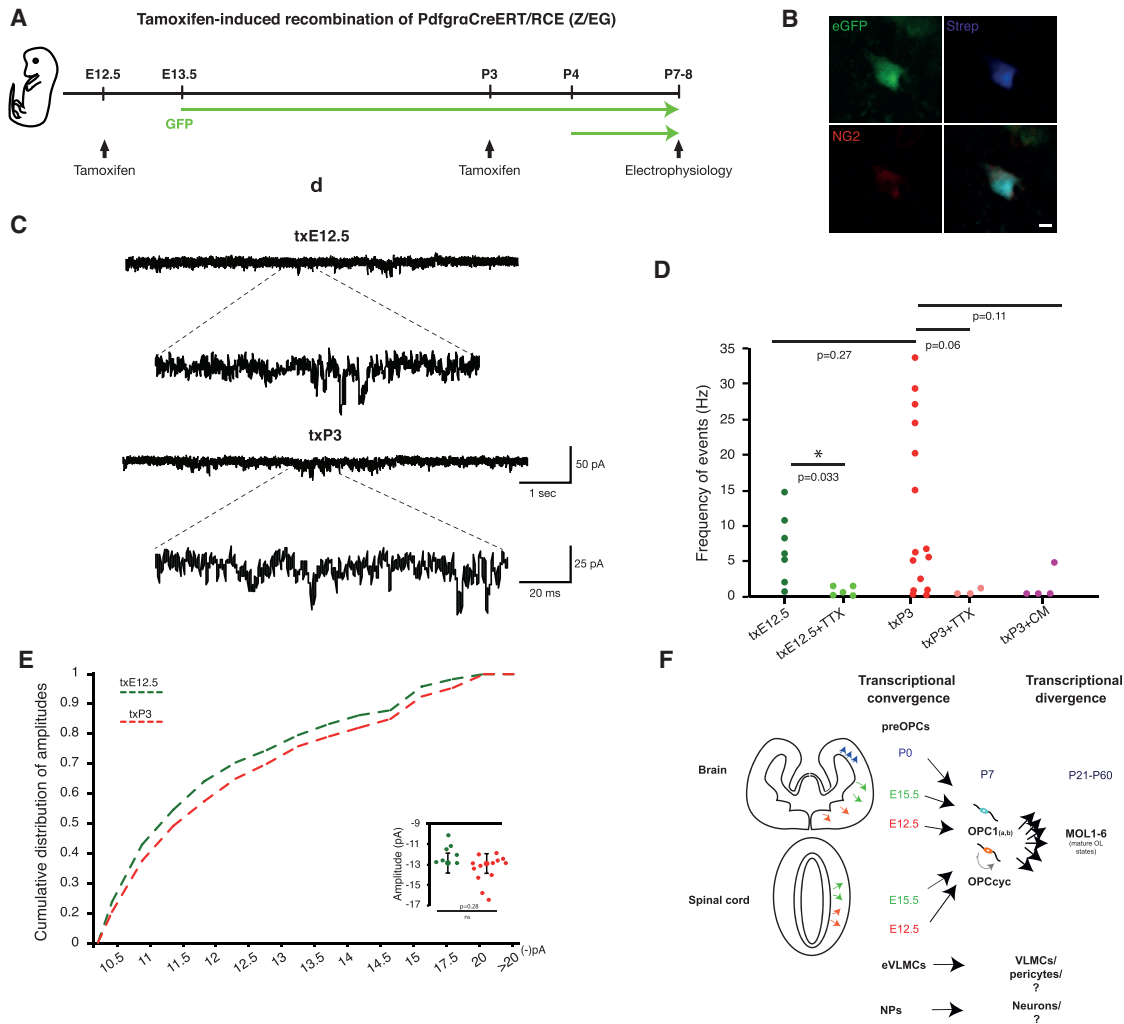 A
Tamoxifen-induced recombination of PdfgrαCreERT/RCE (Z/EG)
E12.5
E13.5
P3
P4
P7-8
GFP
Tamoxifen
Tamoxifen
Electrophysiology
d
B
eGFP
Strep
NG2
C
txE12.5
txP3
50 pA
1 sec
25 pA
20 ms
D
p=0.11
p=0.06
p=0.27
*
p=0.033
Frequency of events (Hz)
35
30
25
20
15
10
5
0
txE12.5
txE12.5+TTX
txP3
txP3+TTX
txP3+CM
E
txE12.5
txP3
Cumulative distribution of amplitudes
1
0.9
0.8
0.7
0.6
0.5
0.4
0.3
0.2
0
10.5
11
11.5
12
12.5
13
13.5
14
14.5
15
17.5
20
>20
(-)pA
Amplitude (pA)
-9
-11
-13
-15
-17
p=0.28
ns
F
Transcriptional convergence
Transcriptional divergence
preOPCs
Brain
P0
P7
P21-P60
E15.5
E12.5
OPC1(a,b)
MOL1-6
(mature OL states)
OPCcyc
Spinal cord
E15.5
E12.5
eVLMCs
VLMCs/
pericytes/
?
NPs
Neurons/
?